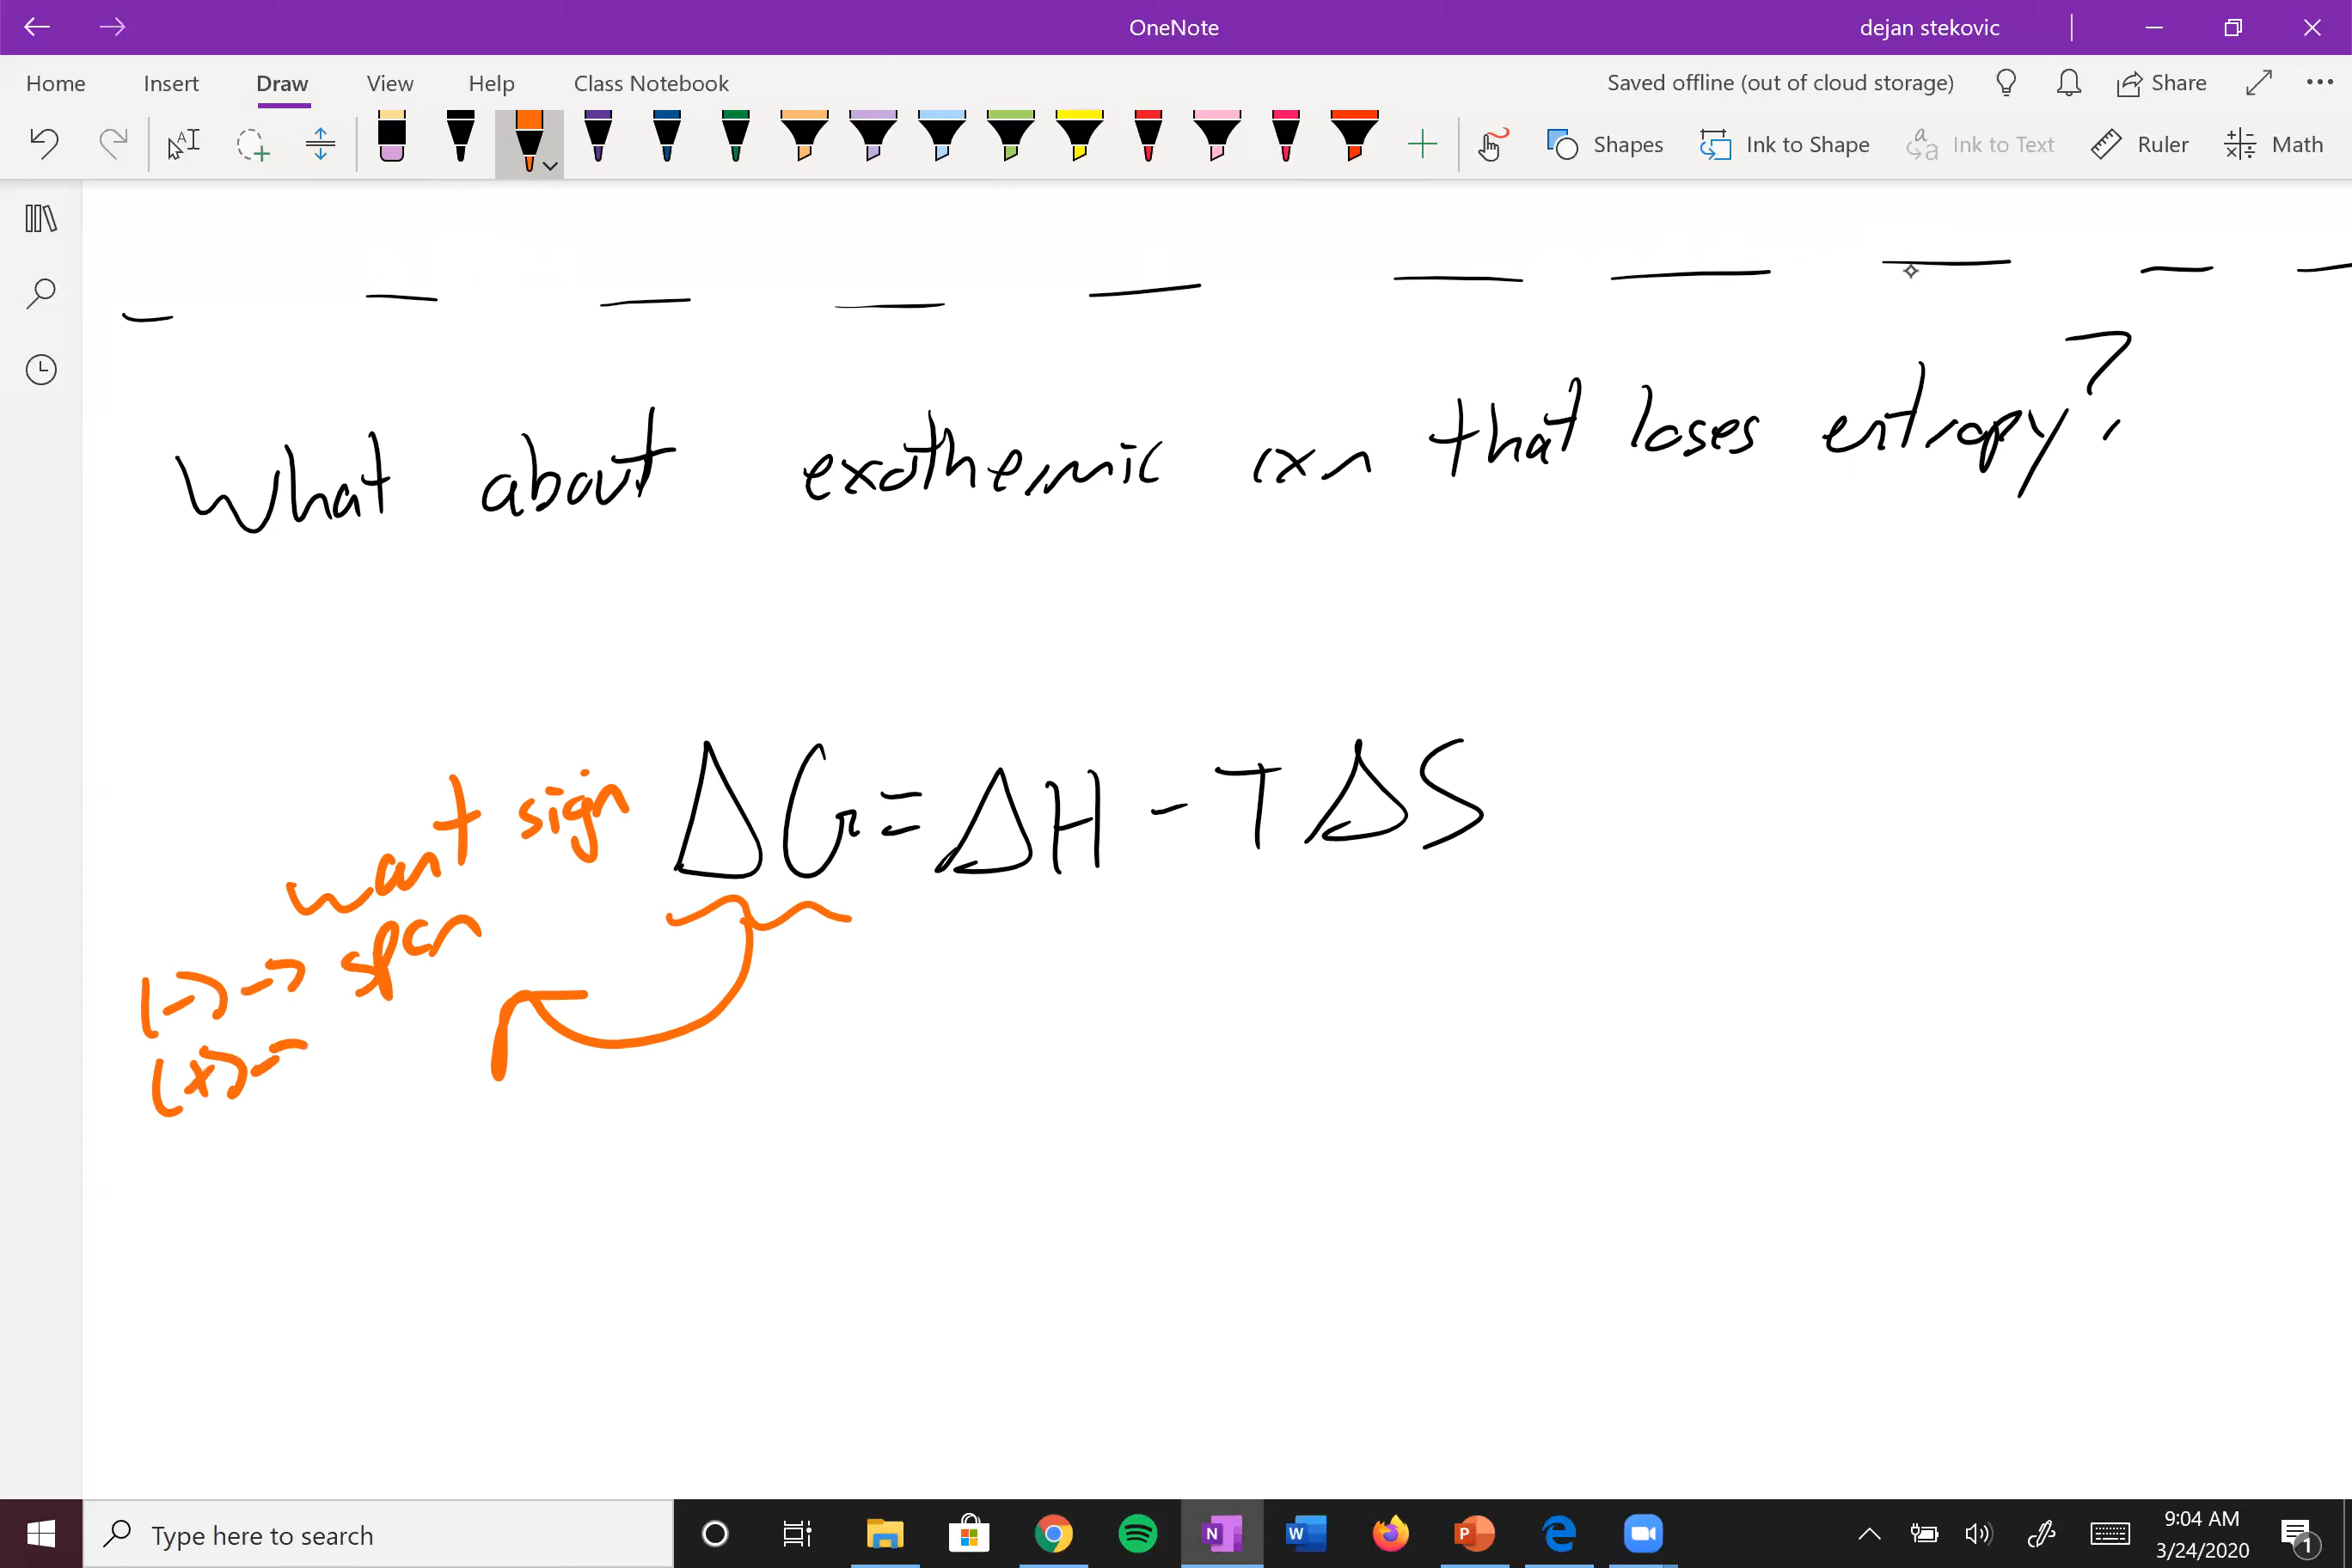 OneNote
dejan stekovic
Home Insert Draw View Help Class Notebook
Saved offline (out of cloud storage) Share
Shapes Ink to Shape Ink to Text Ruler Math
What about exothermic rxn that loses entropy?
ΔG = ΔH - TΔS
want sign
(-) -> spon
(+) -
Type here to search
9:04 AM
3/24/2020
1